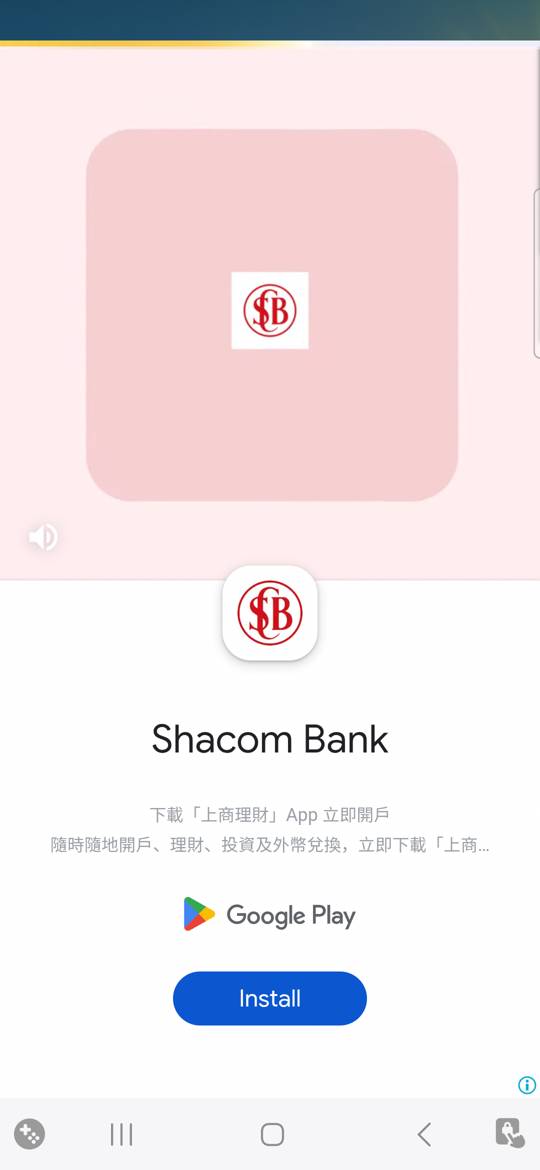 SCB
SCB
Shacom Bank
下載「上商理財」App 立即開戶
隨時隨地開戶、理財、投資及外幣兌換，立即下載「上商...
Google Play
Install